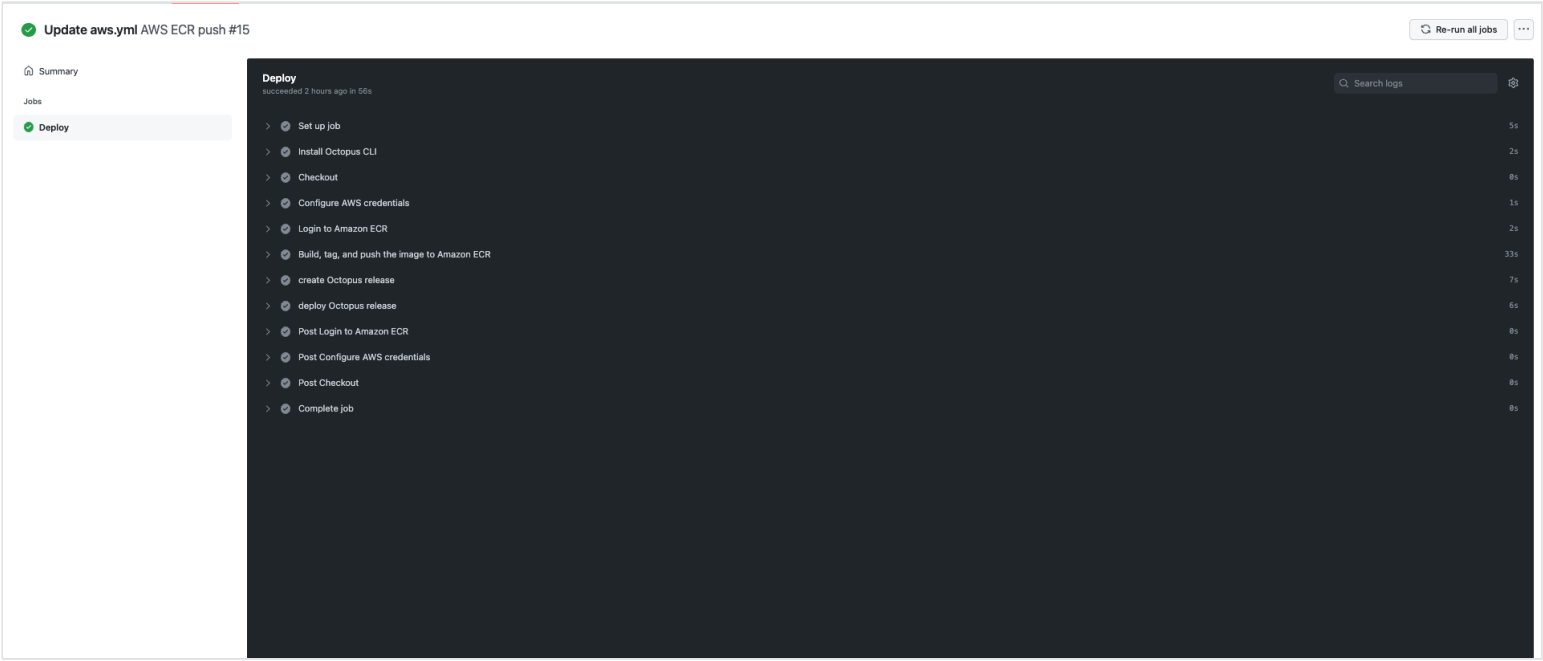 Update aws.yml AWS ECR push #15
Re-run all jobs
Summary
Jobs
Deploy
Deploy
succeeded 2 hours ago in 56s
Search logs
Set up job 5s
Install Octopus CLI 2s
Checkout 0s
Configure AWS credentials 1s
Login to Amazon ECR 2s
Build, tag, and push the image to Amazon ECR 33s
create Octopus release 7s
deploy Octopus release 6s
Post Login to Amazon ECR 0s
Post Configure AWS credentials 0s
Post Checkout 0s
Complete job 0s